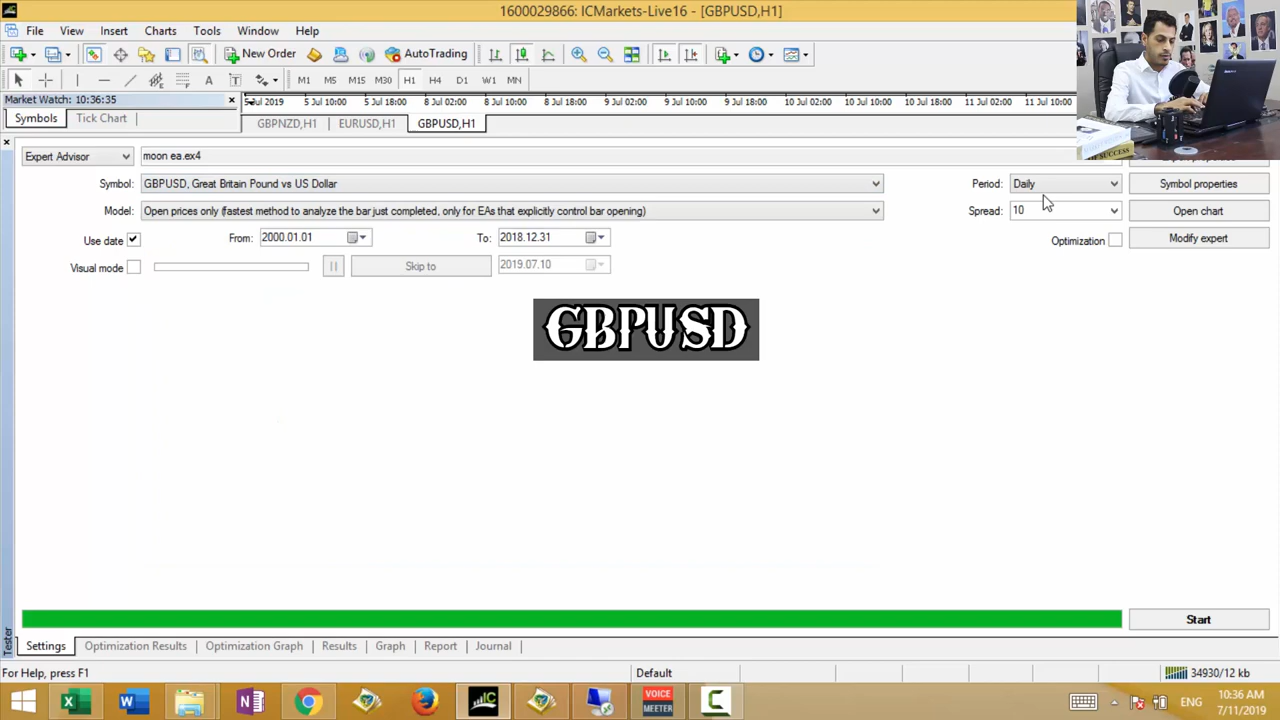 1600029866: ICMarkets-Live16 - [GBPUSD,H1]
File View Insert Charts Tools Window Help
New Order AutoTrading
A T M1 M5 M15 M30 H1 H4 D1 W1 MN
Market Watch: 10:36:35
5 Jul 2019 5 Jul 10:00 5 Jul 18:00 8 Jul 02:00 8 Jul 10:00 8 Jul 18:00 9 Jul 02:00 9 Jul 10:00 9 Jul 18:00 10 Jul 02:00 10 Jul 10:00 10 Jul 18:00 11 Jul 02:00 11 Jul 10:00
Symbols Tick Chart
GBPNZD,H1 EURUSD,H1 GBPUSD,H1
Expert Advisor moon ea.ex4
Symbol: GBPUSD, Great Britain Pound vs US Dollar Period: Daily Symbol properties
Model: Open prices only (fastest method to analyze the bar just completed, only for EAs that explicitly control bar opening) Spread: 10 Open chart
Use date From: 2000.01.01 To: 2018.12.31 Optimization Modify expert
Visual mode Skip to 2019.07.10
GBPUSD
Start
Tester
Settings Optimization Results Optimization Graph Results Graph Report Journal
For Help, press F1 Default 34930/12 kb
VOICE
MEETER
ENG
10:36 AM
7/11/2019